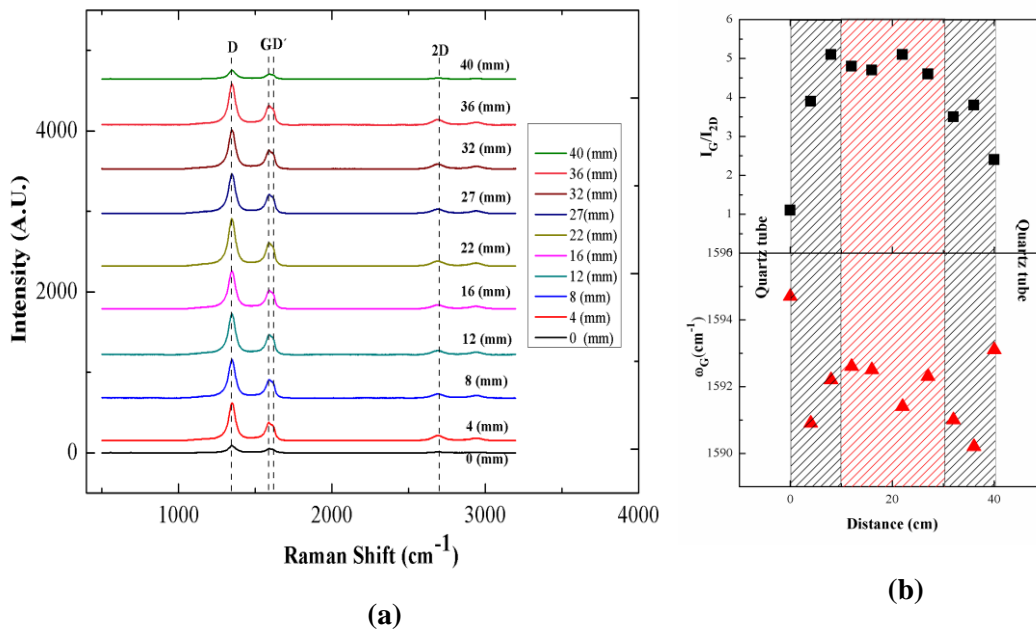 D
G D´
2D
40 (mm)
36 (mm)
32 (mm)
27 (mm)
22 (mm)
16 (mm)
12 (mm)
8 (mm)
4 (mm)
0 (mm)
40 (mm)
36 (mm)
32 (mm)
27(mm)
22 (mm)
16 (mm)
12 (mm)
8 (mm)
4 (mm)
0 (mm)
4000
2000
0
Intensity (A.U.)
1000
2000
3000
4000
Raman Shift (cm-1)
(a)
b)
6
5
4
3
2
1
IG/I2D
1596
1594
1592
1590
ωG(cm-1)
Quartz tube
Quartz tube
0
20
40
Distance (cm)
(b)